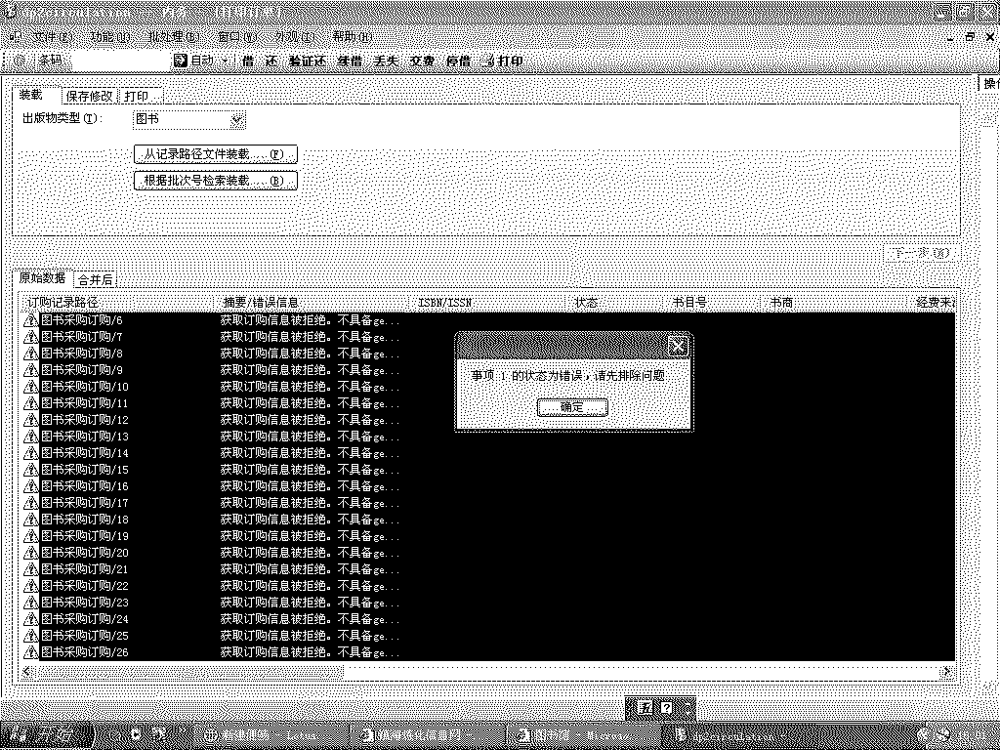 文件(F) 功能(U) 批处理(B) 窗口(W) 外观(I) 帮助(H)
条码: 自动 借 还 验证还 续借 丢失 交费 停借 打印
操作
装载 保存修改 打印
出版物类型(T): 图书
从记录路径文件装载...(F)
根据批次号检索装载...(B)
下一步(N)
原始数据 合并后
订购记录路径 摘要/错误信息 ISBN/ISSN 状态 书目号 书商 经费来
图书采购订购/6 获取订购信息被拒绝。不具备ge...
图书采购订购/7 获取订购信息被拒绝。不具备ge...
图书采购订购/8 获取订购信息被拒绝。不具备ge...
图书采购订购/9 获取订购信息被拒绝。不具备ge...
图书采购订购/10 获取订购信息被拒绝。不具备ge...
图书采购订购/11 获取订购信息被拒绝。不具备ge...
图书采购订购/12 获取订购信息被拒绝。不具备ge...
图书采购订购/13 获取订购信息被拒绝。不具备ge...
图书采购订购/14 获取订购信息被拒绝。不具备ge...
图书采购订购/15 获取订购信息被拒绝。不具备ge...
图书采购订购/16 获取订购信息被拒绝。不具备ge...
图书采购订购/17 获取订购信息被拒绝。不具备ge...
图书采购订购/18 获取订购信息被拒绝。不具备ge...
图书采购订购/19 获取订购信息被拒绝。不具备ge...
图书采购订购/20 获取订购信息被拒绝。不具备ge...
图书采购订购/21 获取订购信息被拒绝。不具备ge...
图书采购订购/22 获取订购信息被拒绝。不具备ge...
图书采购订购/23 获取订购信息被拒绝。不具备ge...
图书采购订购/24 获取订购信息被拒绝。不具备ge...
图书采购订购/25 获取订购信息被拒绝。不具备ge...
图书采购订购/26 获取订购信息被拒绝。不具备ge...
事项 1 的状态为错误,请先排除问题
确定
五